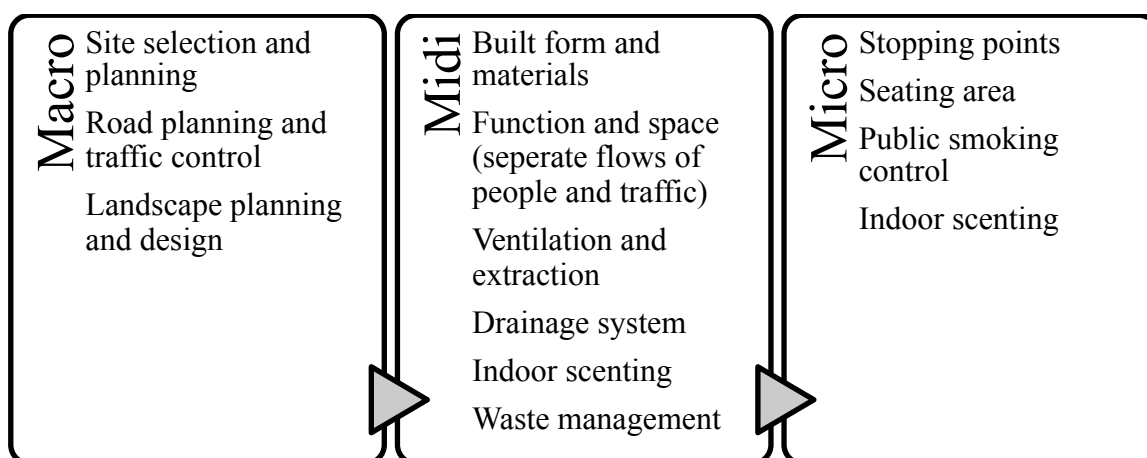 Macro
Site selection and
planning
Road planning and
traffic control
Landscape planning
and design
Midi
Built form and
materials
Function and space
(seperate flows of
people and traffic)
Ventilation and
extraction
Drainage system
Indoor scenting
Waste management
Micro
Stopping points
Seating area
Public smoking
control
Indoor scenting